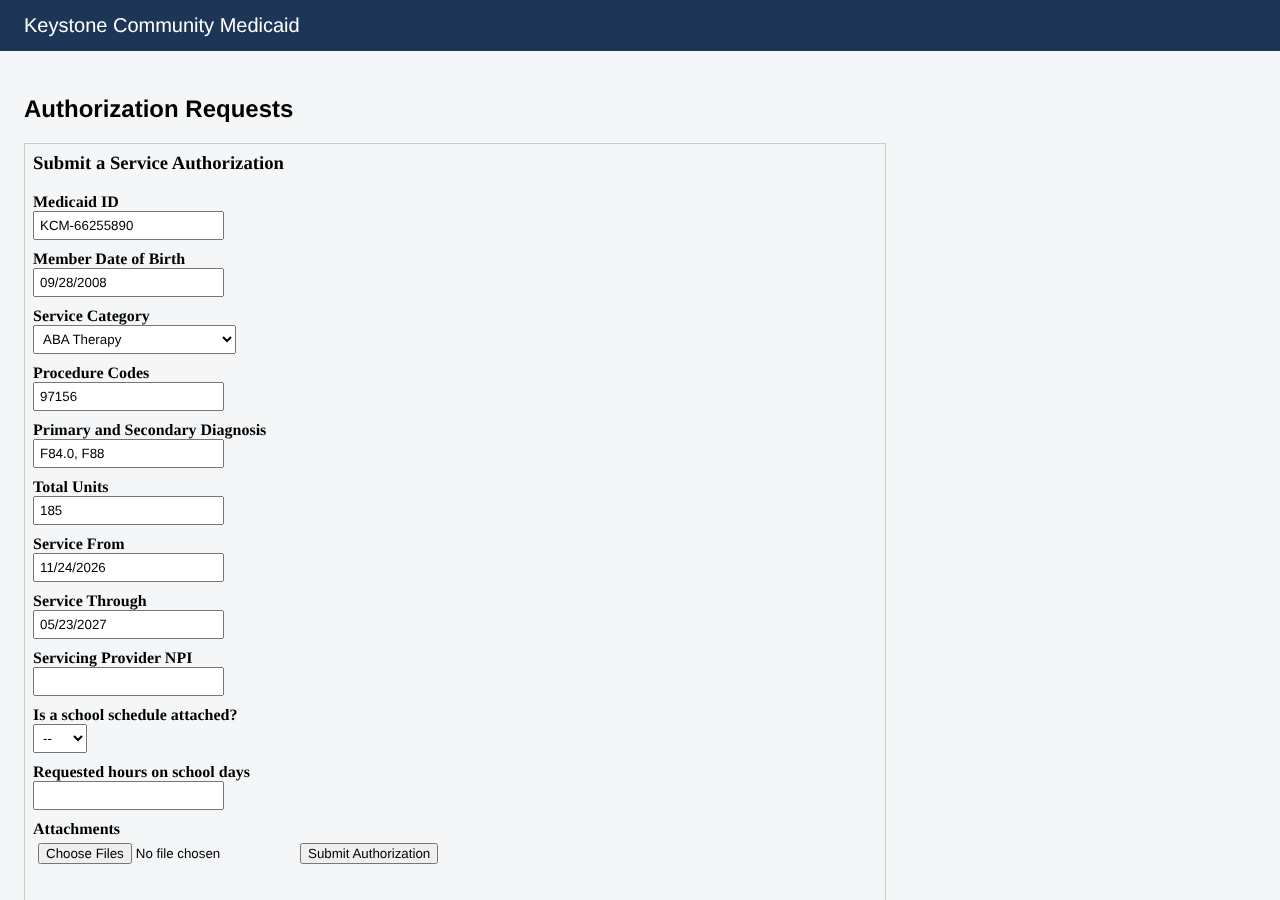 Keystone Community Medicaid
Authorization Requests
Submit a Service Authorization
Medicaid ID
KCM-66255890
Member Date of Birth
09/28/2008
Service Category
ABA Therapy
Procedure Codes
97156
Primary and Secondary Diagnosis
F84.0, F88
Total Units
185
Service From
11/24/2026
Service Through
05/23/2027
Servicing Provider NPI
Is a school schedule attached?
--
Requested hours on school days
Attachments
Choose Files No file chosen Submit Authorization